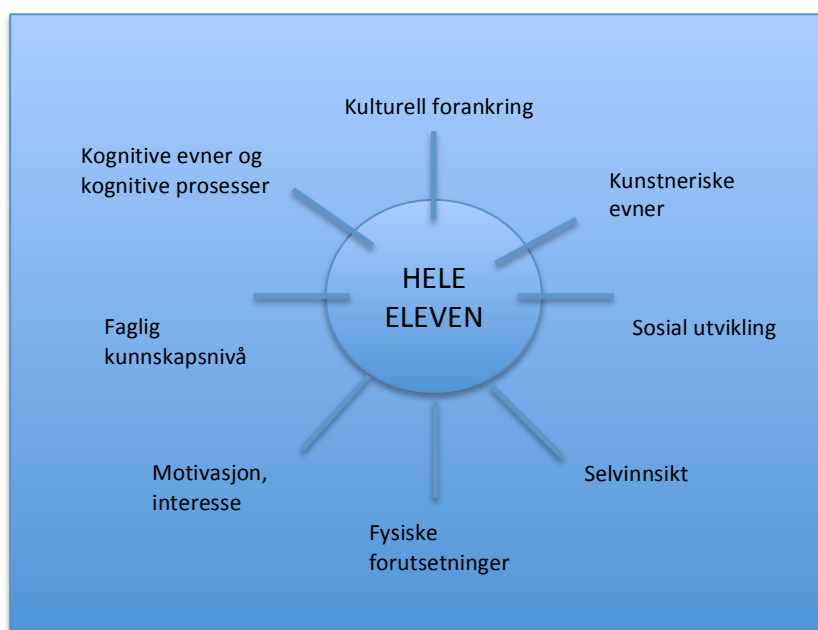 Kulturell forankring
Kognitive evner og
kognitive prosesser
Kunstneriske
evner
HELE
ELEVEN
Faglig
kunnskapsnivå
Sosial utvikling
Motivasjon,
interesse
Selvinnsikt
Fysiske
forutsetninger